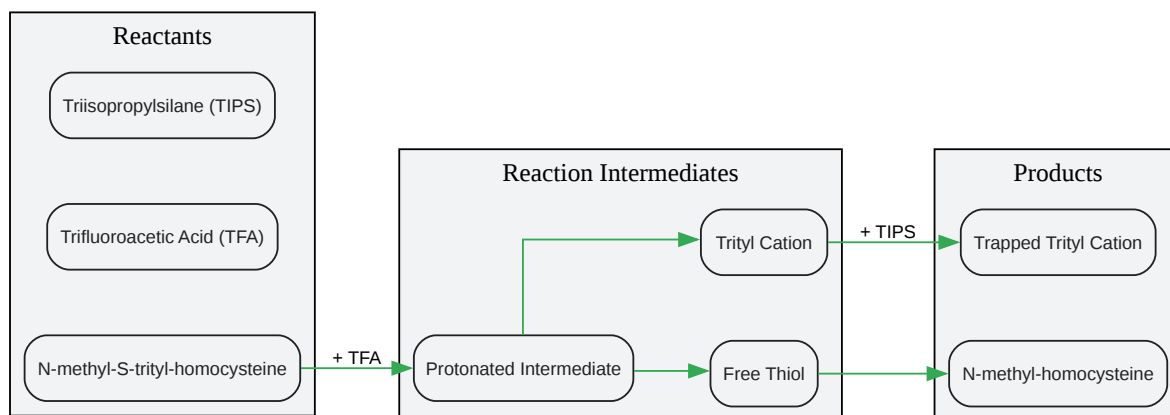 Reactants
Triisopropylsilane (TIPS)
Trifluoroacetic Acid (TFA)
N-methyl-S-trityl-homocysteine
+ TFA
Reaction Intermediates
Trityl Cation
Protonated Intermediate
Free Thiol
+ TIPS
Products
Trapped Trityl Cation
N-methyl-homocysteine